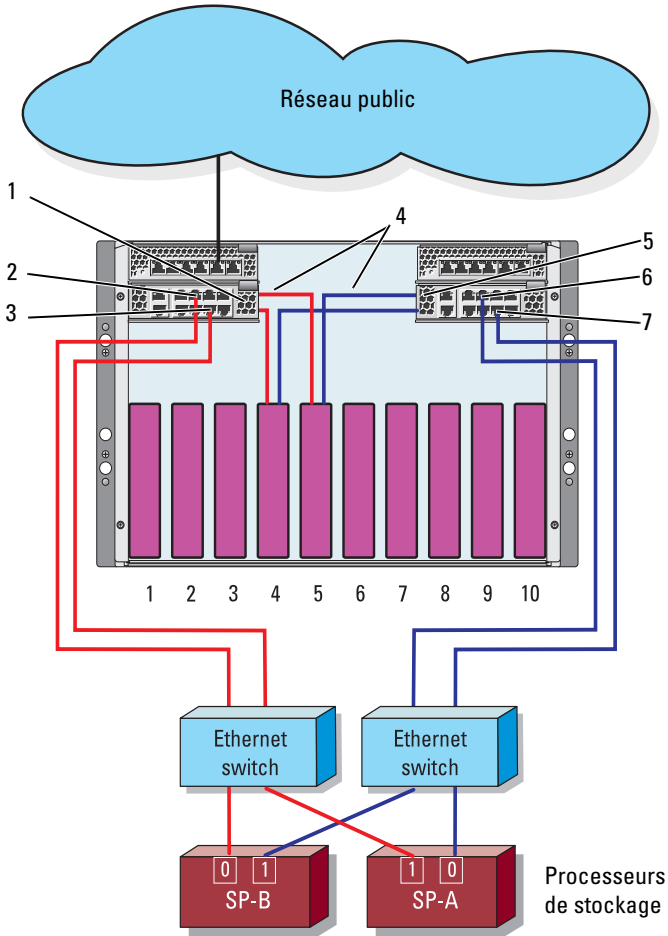 Réseau public
1
4
5
2
6
3
7
1 2 3 4 5 6 7 8 9 10
Ethernet
switch
Ethernet
switch
0 1
SP-B
1 0
SP-A
Processeurs
de stockage